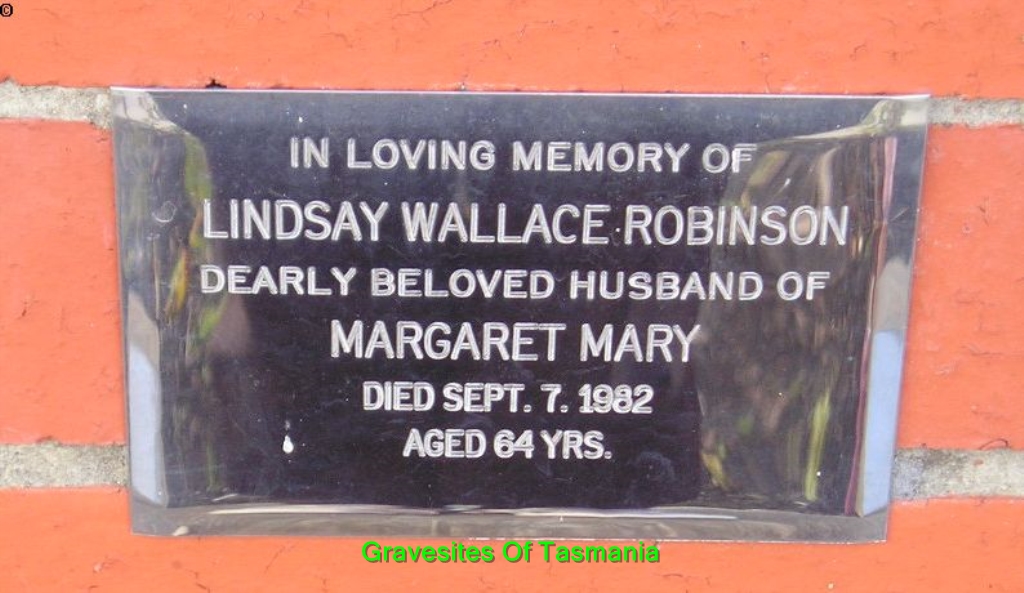 ©
IN LOVING MEMORY OF
LINDSAY WALLACE ROBINSON
DEARLY BELOVED HUSBAND OF
MARGARET MARY
DIED SEPT. 7. 1982
AGED 64 YRS.
Gravesites Of Tasmania